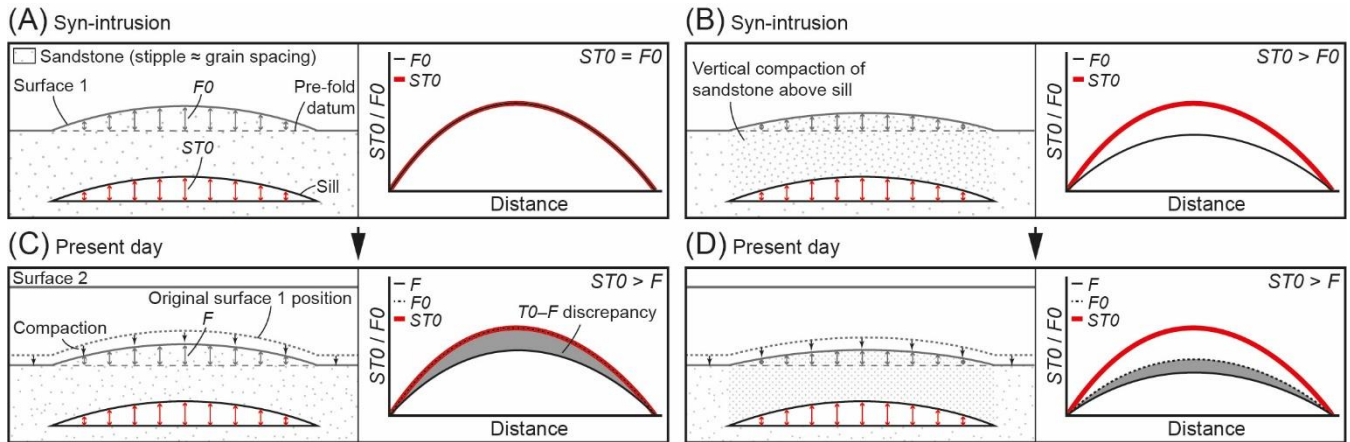 (A) Syn-intrusion
Sandstone (stipple ≈ grain spacing)
Surface 1
F0
Pre-fold
datum
ST0
Sill
ST0 = F0
F0
ST0
ST0 / F0
Distance
(B) Syn-intrusion
Vertical compaction of
sandstone above sill
ST0 > F0
F0
ST0
ST0 / F0
Distance
(C) Present day
Surface 2
Original surface 1 position
Compaction
F
ST0 > F
F
F0
ST0
T0–F discrepancy
ST0 / F0
Distance
(D) Present day
ST0 > F
F
F0
ST0
ST0 / F0
Distance